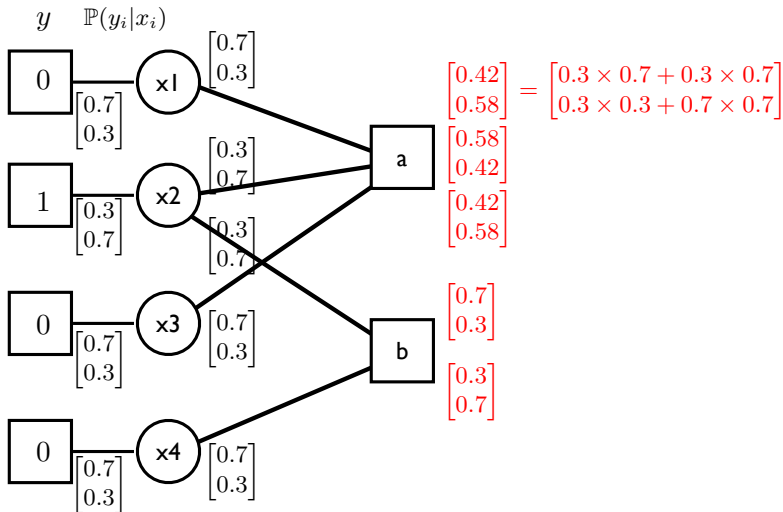 y P(y_i|x_i)
0 [0.7 0.3] x1 [0.7 0.3]
1 [0.3 0.7] x2 [0.3 0.7]
[0.3 0.7]
0 [0.7 0.3] x3 [0.7 0.3]
0 [0.7 0.3] x4 [0.7 0.3]
a
[0.42 0.58] = [0.3 × 0.7 + 0.3 × 0.7
0.3 × 0.3 + 0.7 × 0.7]
[0.58 0.42]
[0.42 0.58]
b
[0.7 0.3]
[0.3 0.7]